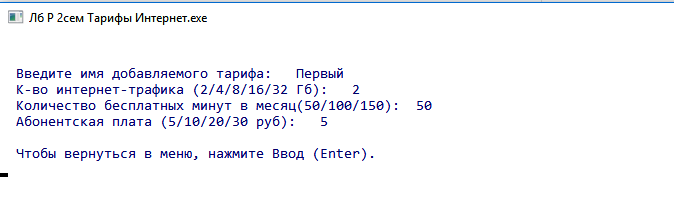 Лб Р 2сем Тарифы Интернет.exe
Введите имя добавляемого тарифа:   Первый
К-во интернет-трафика (2/4/8/16/32 Гб):   2
Количество бесплатных минут в месяц(50/100/150):  50
Абонентская плата (5/10/20/30 руб):   5
Чтобы вернуться в меню, нажмите Ввод (Enter).